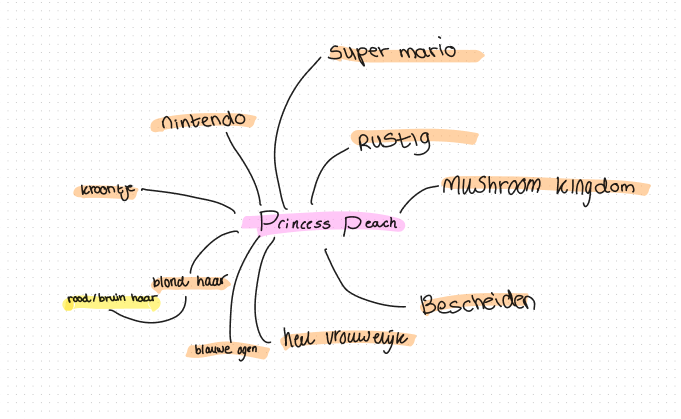 Super mario
nintendo
Rustig
kroontje
Mushroom kingdom
Princess Peach
blond haar
rood/bruin haar
Bescheiden
heel vrouwelijk
blauwe ogen